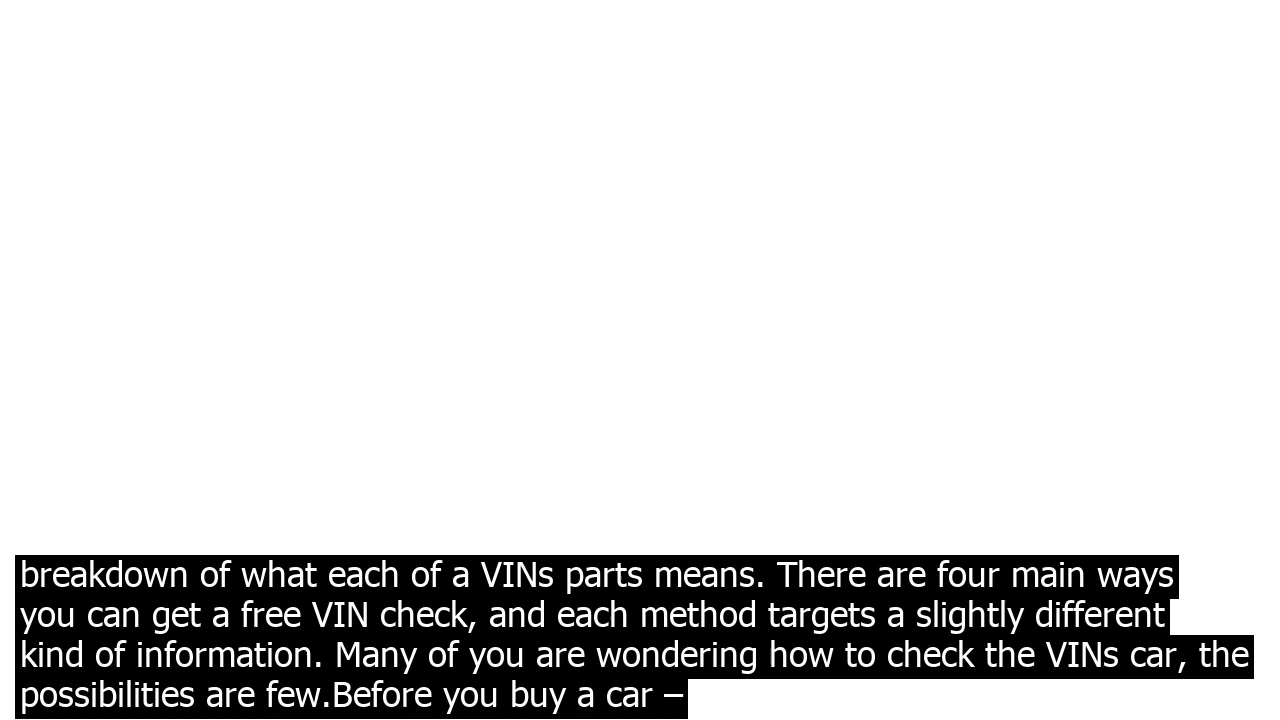 breakdown of what each of a VINs parts means. There are four main ways
you can get a free VIN check, and each method targets a slightly different
kind of information. Many of you are wondering how to check the VINs car, the
possibilities are few.Before you buy a car –